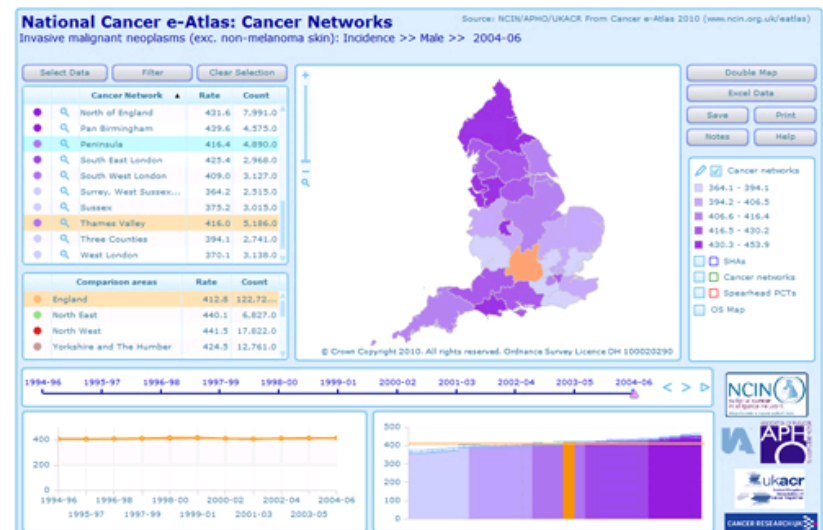 National Cancer e-Atlas: Cancer Networks
Source: NCIN/APHO/UKACR From Cancer e-Atlas 2010 (www.ncin.org.uk/eatlas)
Invasive malignant neoplasms (exc. non-melanoma skin): Incidence >> Male >> 2004-06
Select Data Filter Clear Selection
Cancer Network ▲ Rate Count
North of England 431.6 7,991.0
Pan Birmingham 439.6 4,575.0
Peninsula 416.4 4,890.0
South East London 425.4 2,968.0
South West London 409.0 3,127.0
Surrey, West Sussex... 364.2 2,515.0
Sussex 375.2 3,015.0
Thames Valley 416.0 5,186.0
Three Counties 394.1 2,741.0
West London 370.1 3,138.0
Comparison areas Rate Count
England 412.8 122,72...
North East 440.1 6,827.0
North West 441.5 17,822.0
Yorkshire and The Humber 424.5 12,761.0
© Crown Copyright 2010. All rights reserved. Ordnance Survey Licence DH 100020290
Double Map
Excel Data
Save Print
Notes Help
Cancer networks
364.1 - 394.1
394.2 - 406.5
406.6 - 416.4
416.5 - 430.2
430.3 - 453.9
SHAs
Cancer networks
Spearhead PCTs
OS Map
1994-96 1995-97 1996-98 1997-99 1998-00 1999-01 2000-02 2001-03 2002-04 2003-05 2004-06 < > ▷
400
200
0
1994-96 1996-98 1998-00 2000-02 2002-04 2004-06
1995-97 1997-99 1999-01 2001-03 2003-05
500
400
300
200
100
0
NCIN
APHO
ukacr
CANCER RESEARCH UK